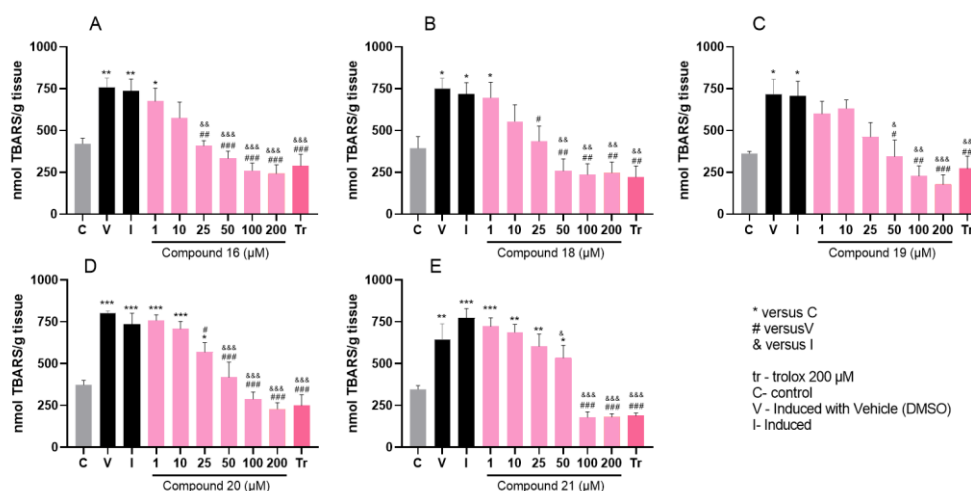 A
nmol TBARS/g tissue
1000
750
500
250
0
** ** * && ## &&& ### &&& ### &&& ### &&& ###
C V I 1 10 25 50 100 200 Tr
Compound 16 (µM)
B
nmol TBARS/g tissue
1000
750
500
250
0
* * * # && ## && ## && ## && ##
C V I 1 10 25 50 100 200 Tr
Compound 18 (µM)
C
nmol TBARS/g tissue
1000
750
500
250
0
* * & # && ## &&& ### && ##
C V I 1 10 25 50 100 200 Tr
Compound 19 (µM)
D
nmol TBARS/g tissue
1000
750
500
250
0
*** *** *** *** # * &&& ### &&& ### &&& ### &&& ###
C V I 1 10 25 50 100 200 Tr
Compound 20 (µM)
E
nmol TBARS/g tissue
1000
750
500
250
0
** *** *** ** ** & * &&& ### &&& ### &&& ###
C V I 1 10 25 50 100 200 Tr
Compound 21 (µM)
* versus C
# versusV
& versus I
tr - trolox 200 µM
C- control
V - Induced with Vehicle (DMSO)
I- Induced